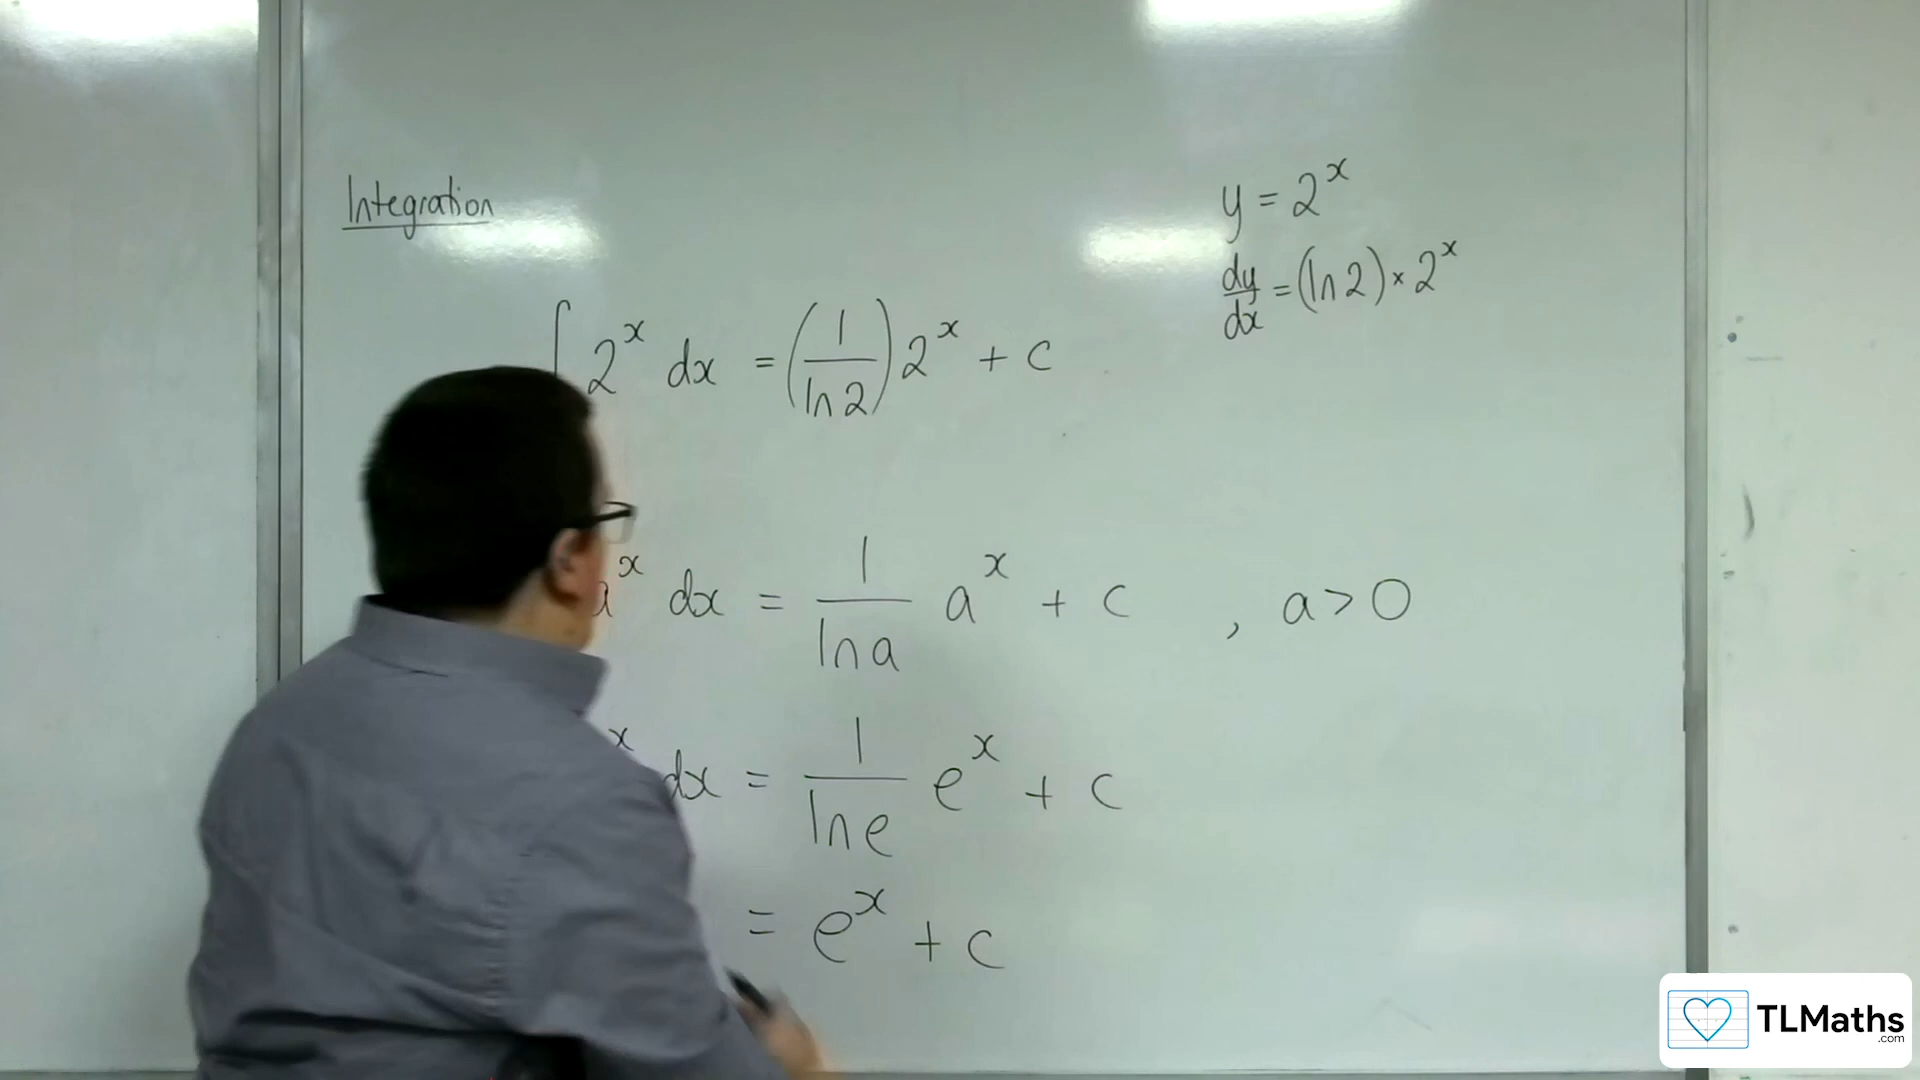 Integration
y = 2^x
dy/dx = (ln 2) × 2^x
∫ 2^x dx = (1/ln 2) 2^x + c
a^x dx = 1/ln a a^x + c , a > 0
x dx = 1/ln e e^x + c
= e^x + c
TLMaths
.com